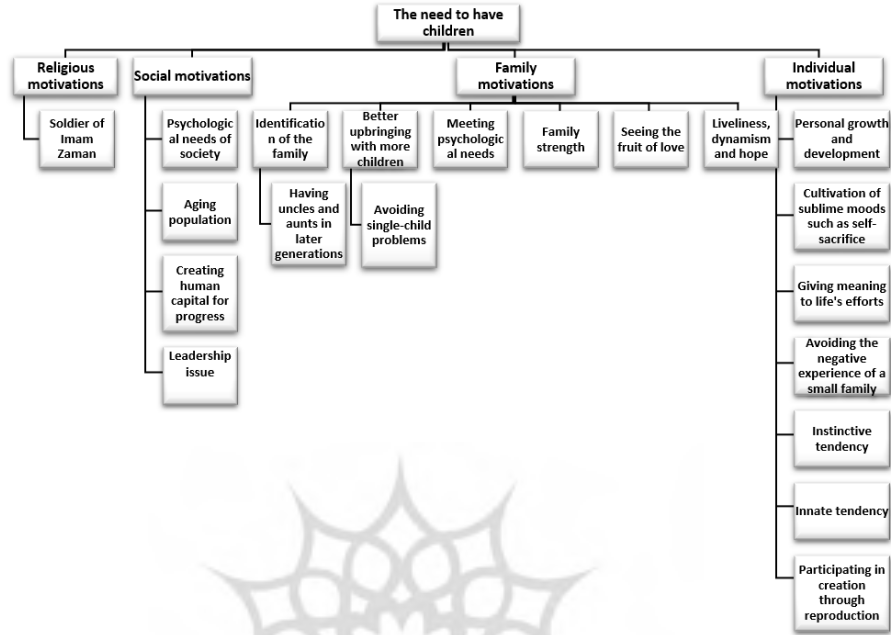 The need to have
children
Religious
motivations
Soldier of
Imam
Zaman
Social motivations
Psychologic
al needs of
society
Aging
population
Creating
human
capital for
progress
Leadership
issue
Family
motivations
Identificatio
n of the
family
Having
uncles and
aunts in
later
generations
Better
upbringing
with more
children
Avoiding
single-child
problems
Meeting
psychologic
al needs
Family
strength
Seeing the
fruit of love
Liveliness,
dynamism
and hope
Individual
motivations
Personal growth
and
development
Cultivation of
sublime moods
such as self-
sacrifice
Giving meaning
to life's efforts
Avoiding the
negative
experience of a
small family
Instinctive
tendency
Innate tendency
Participating in
creation
through
reproduction